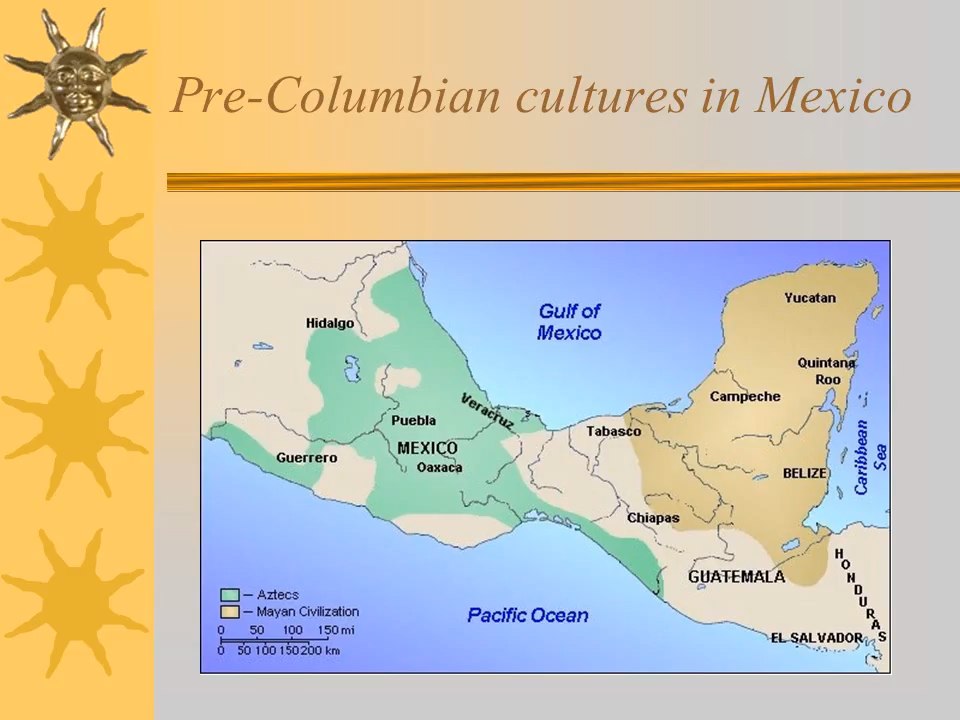 Pre-Columbian cultures in Mexico
Gulf of
Mexico
Yucatan
Hidalgo
Quintana
Roo
Campeche
Veracruz
Puebla
Tabasco
MEXICO
Caribbean
Sea
Guerrero
Oaxaca
BELIZE
Chiapas
GUATEMALA
HONDURAS
— Aztecs
— Mayan Civilization
Pacific Ocean
0 50 100 150 mi
EL SALVADOR
0 50 100 150 200 km